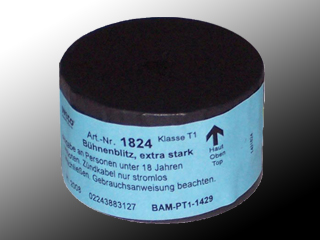 Art.-Nr. 1824 Klasse T1
Bühnenblitz, extra stark
an Personen unter 18 Jahren
Zündkabel nur stromlos
Gebrauchsanweisung beachten.
2008 02243883127 BAM-PT1-1429
Haut
Oben
Top